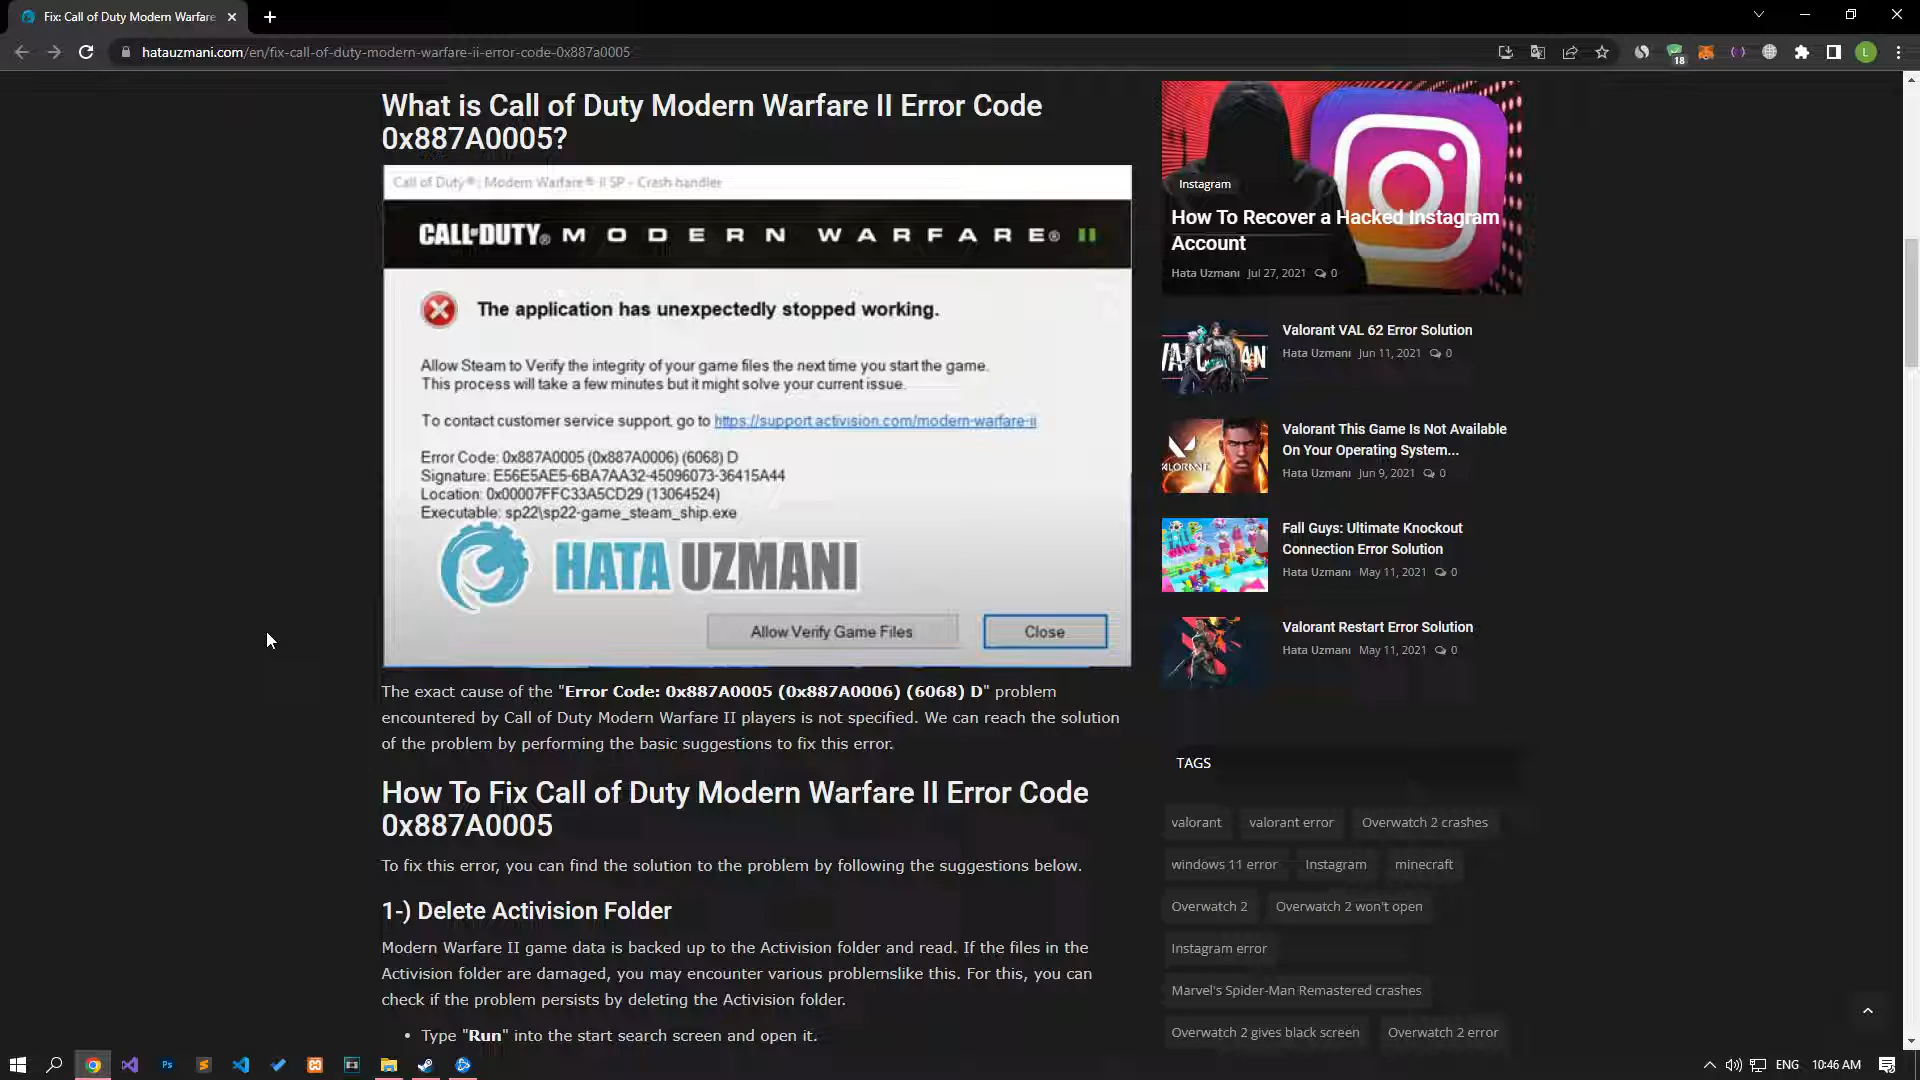 Fix: Call of Duty Modern Warfare
hatauzmani.com/en/fix-call-of-duty-modern-warfare-ii-error-code-0x887a0005
18
L
What is Call of Duty Modern Warfare II Error Code
0x887A0005?
Call of Duty®: Modern Warfare® II SP - Crash handler
CALL OF DUTY® MODERN WARFARE® II
The application has unexpectedly stopped working.
Allow Steam to Verify the integrity of your game files the next time you start the game.
This process will take a few minutes but it might solve your current issue.
To contact customer service support, go to https://support.activision.com/modern-warfare-ii
Error Code: 0x887A0005 (0x887A0006) (6068) D
Signature: E56E5AE5-6BA7AA32-45096073-36415A44
Location: 0x00007FFC33A5CD29 (13064524)
Executable: sp22\sp22-game_steam_ship.exe
HATA UZMANI
Allow Verify Game Files
Close
The exact cause of the "Error Code: 0x887A0005 (0x887A0006) (6068) D" problem
encountered by Call of Duty Modern Warfare II players is not specified. We can reach the solution
of the problem by performing the basic suggestions to fix this error.
How To Fix Call of Duty Modern Warfare II Error Code
0x887A0005
To fix this error, you can find the solution to the problem by following the suggestions below.
1-) Delete Activision Folder
Modern Warfare II game data is backed up to the Activision folder and read. If the files in the
Activision folder are damaged, you may encounter various problemslike this. For this, you can
check if the problem persists by deleting the Activision folder.
• Type "Run" into the start search screen and open it.
Instagram
How To Recover a Hacked Instagram
Account
Hata Uzmanı Jul 27, 2021 0
Valorant VAL 62 Error Solution
Hata Uzmanı Jun 11, 2021 0
VALORANT
Valorant This Game Is Not Available
On Your Operating System...
Hata Uzmanı Jun 9, 2021 0
Fall Guys: Ultimate Knockout
Connection Error Solution
Hata Uzmanı May 11, 2021 0
Valorant Restart Error Solution
Hata Uzmanı May 11, 2021 0
TAGS
valorant
valorant error
Overwatch 2 crashes
windows 11 error
Instagram
minecraft
Overwatch 2
Overwatch 2 won't open
Instagram error
Marvel's Spider-Man Remastered crashes
Overwatch 2 gives black screen
Overwatch 2 error
Ps
ENG
10:46 AM